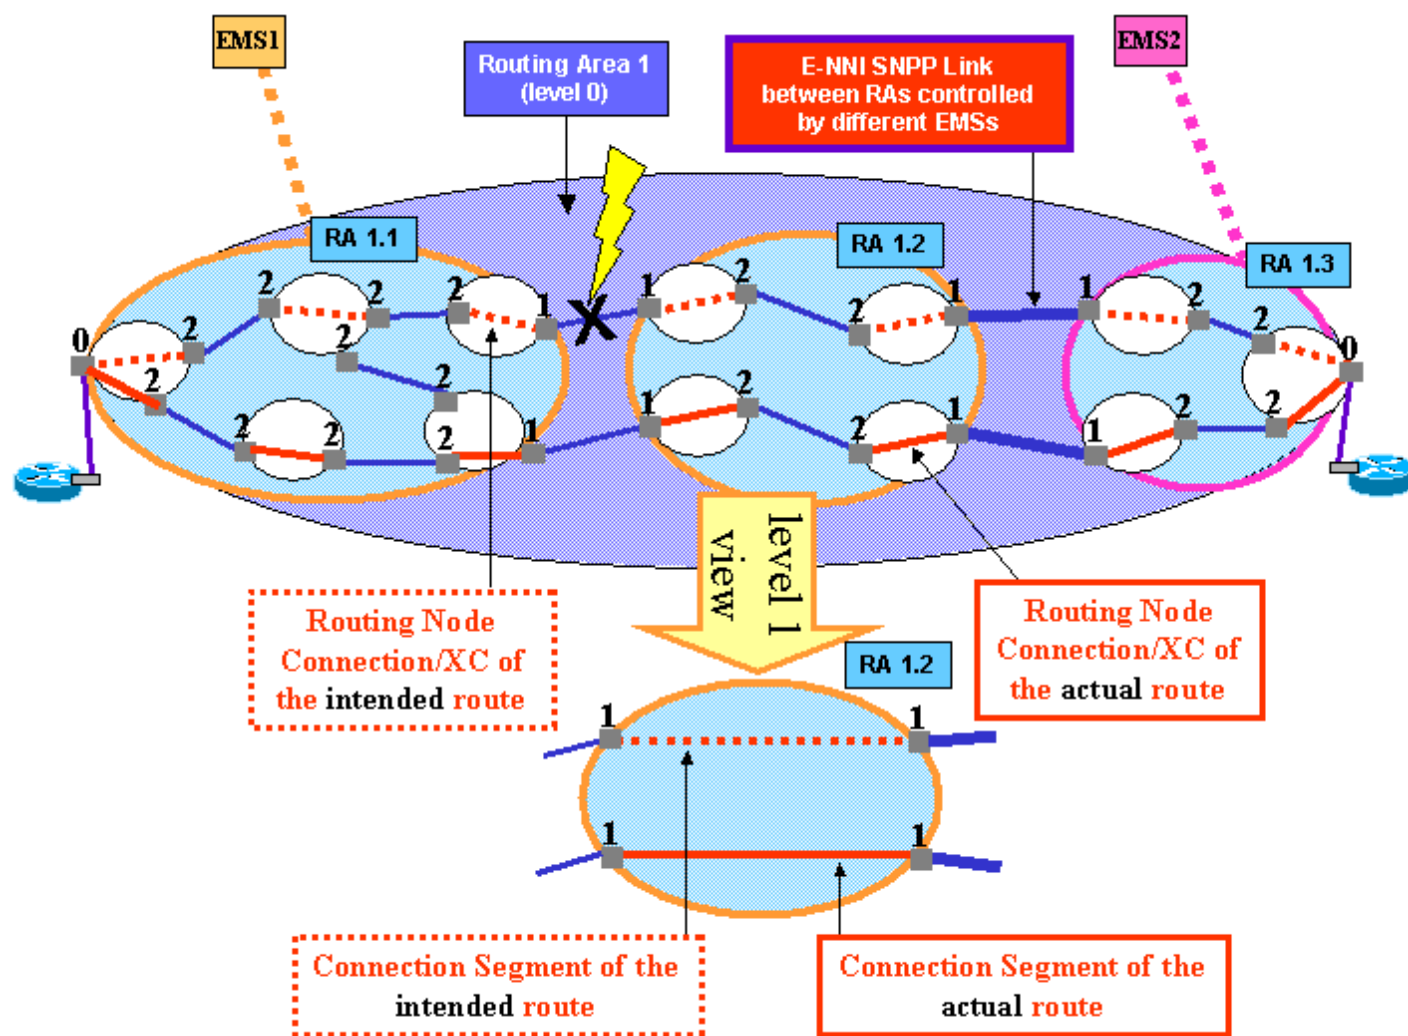 EMS1
EMS2
Routing Area 1
(level 0)
E-NNI SNPP Link
between RAs controlled
by different EMSs
RA 1.1
RA 1.2
RA 1.3
0
2
2
2
2
2
1
2
2
2
2
2
1
1
2
2
1
1
2
2
1
1
2
2
0
1
2
2
level 1
view
Routing Node
Connection/XC of
the intended route
Routing Node
Connection/XC of
the actual route
RA 1.2
1
1
1
1
Connection Segment of the
intended route
Connection Segment of the
actual route